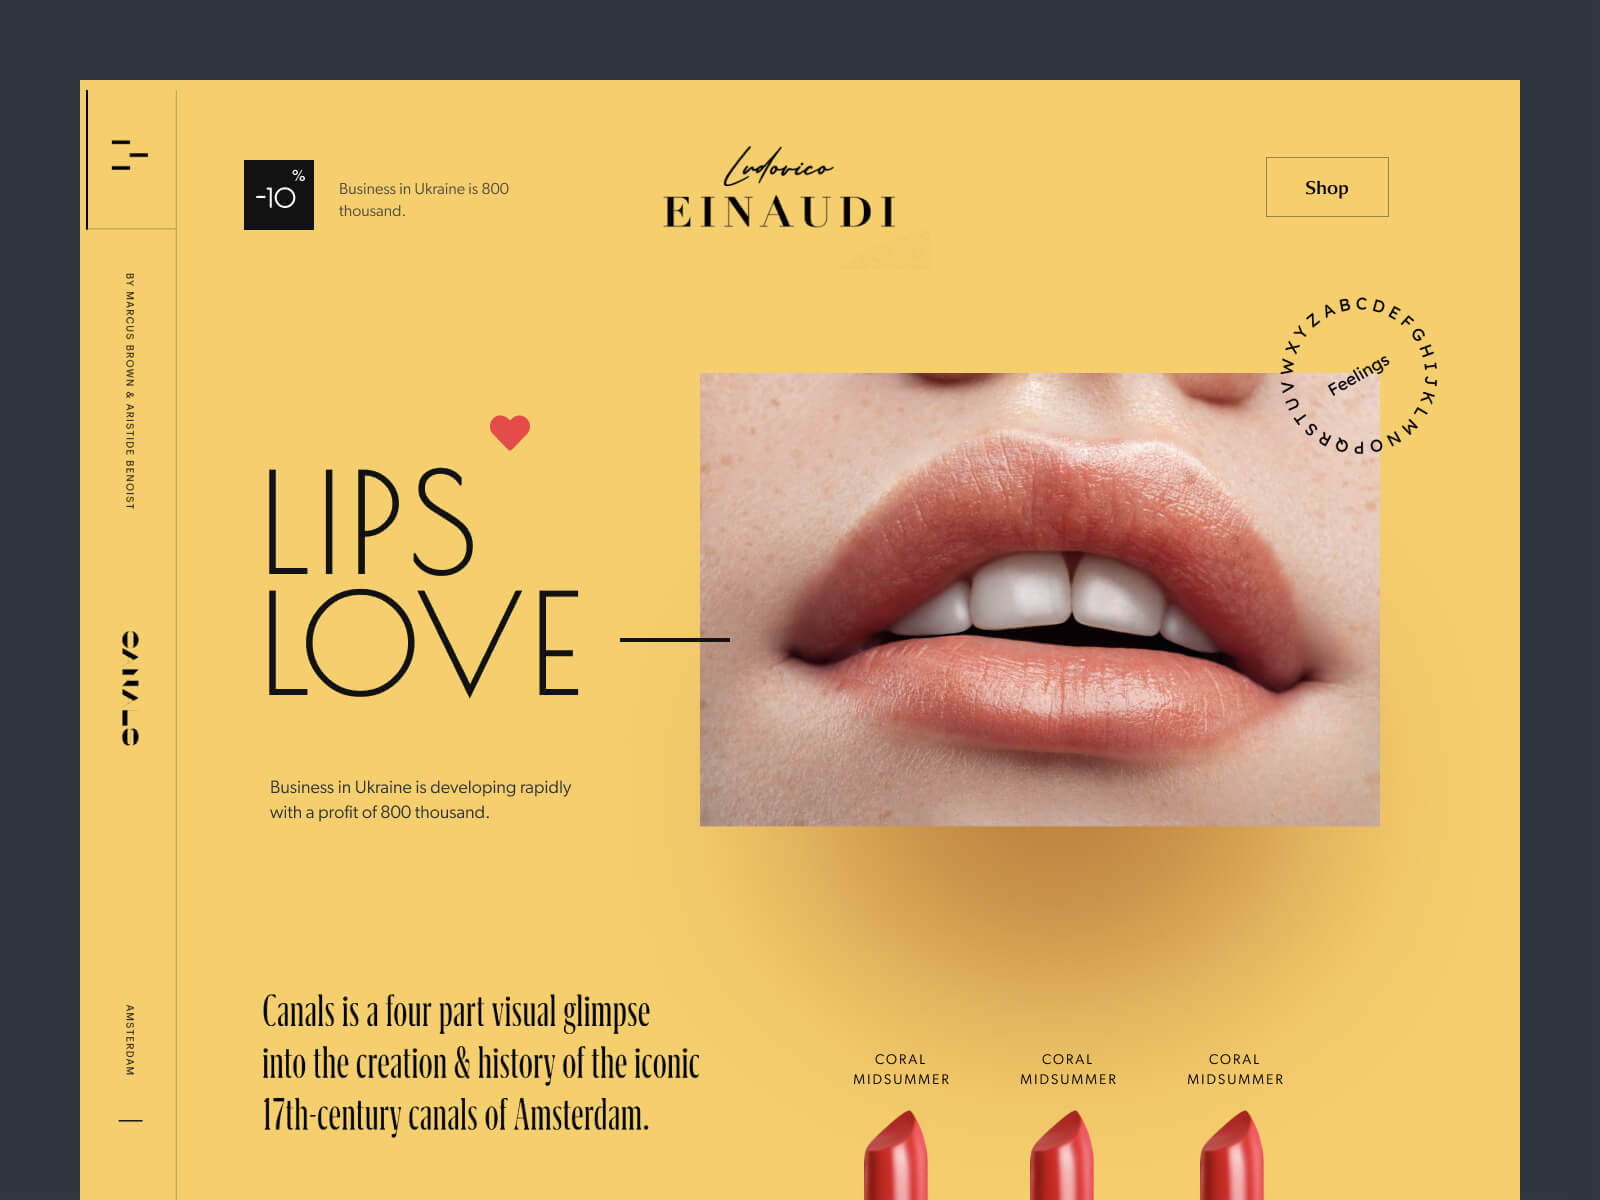 -10%
Business in Ukraine is 800
thousand.
Ludovico
EINAUDI
Shop
BY MARCUS BROWN & ARISTIDE BENOIST
CANALS
AMSTERDAM
ABCDEFGHIJKLMNOPQRSTUVWXYZ
Feelings
LIPS
LOVE
Business in Ukraine is developing rapidly
with a profit of 800 thousand.
Canals is a four part visual glimpse
into the creation & history of the iconic
17th-century canals of Amsterdam.
CORAL
MIDSUMMER
CORAL
MIDSUMMER
CORAL
MIDSUMMER